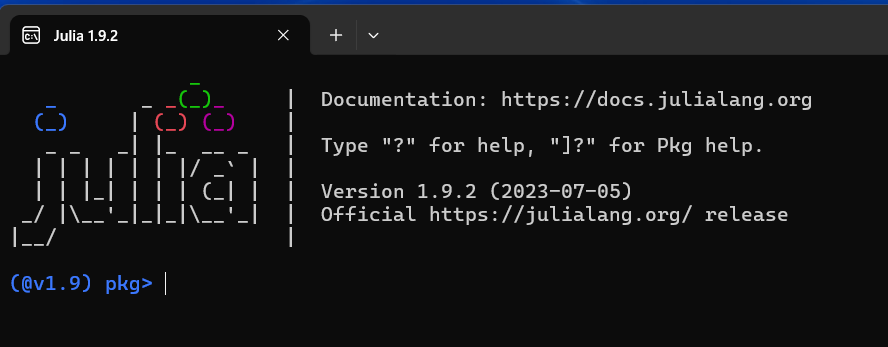 Julia 1.9.2
Documentation: https://docs.julialang.org
Type "?" for help, "]?" for Pkg help.
Version 1.9.2 (2023-07-05)
Official https://julialang.org/ release
julia
(@v1.9) pkg>